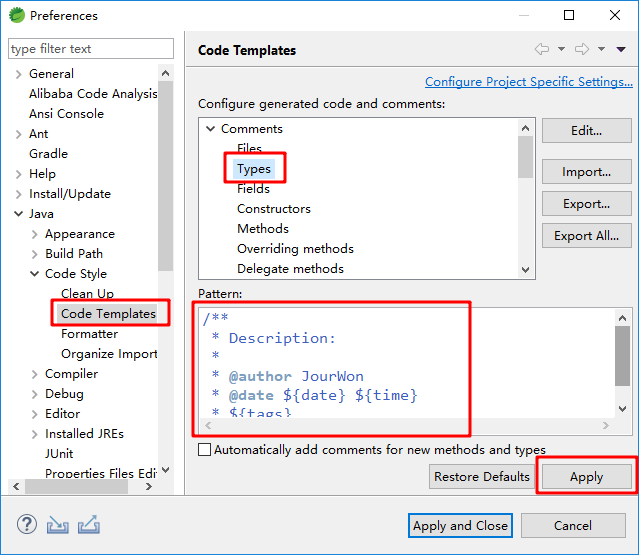 Preferences
type filter text
General
Alibaba Code Analysis
Ansi Console
Ant
Gradle
Help
Install/Update
Java
Appearance
Build Path
Code Style
Clean Up
Code Templates
Formatter
Organize Import
Compiler
Debug
Editor
Installed JREs
JUnit
Properties Files Edi
Code Templates
Configure Project Specific Settings...
Configure generated code and comments:
Comments
Files
Types
Fields
Constructors
Methods
Overriding methods
Delegate methods
Edit...
Import...
Export...
Export All...
Pattern:
/**
* Description:
*
* @author JourWon
* @date ${date} ${time}
* ${tags}
Automatically add comments for new methods and types
Restore Defaults
Apply
?
Apply and Close
Cancel